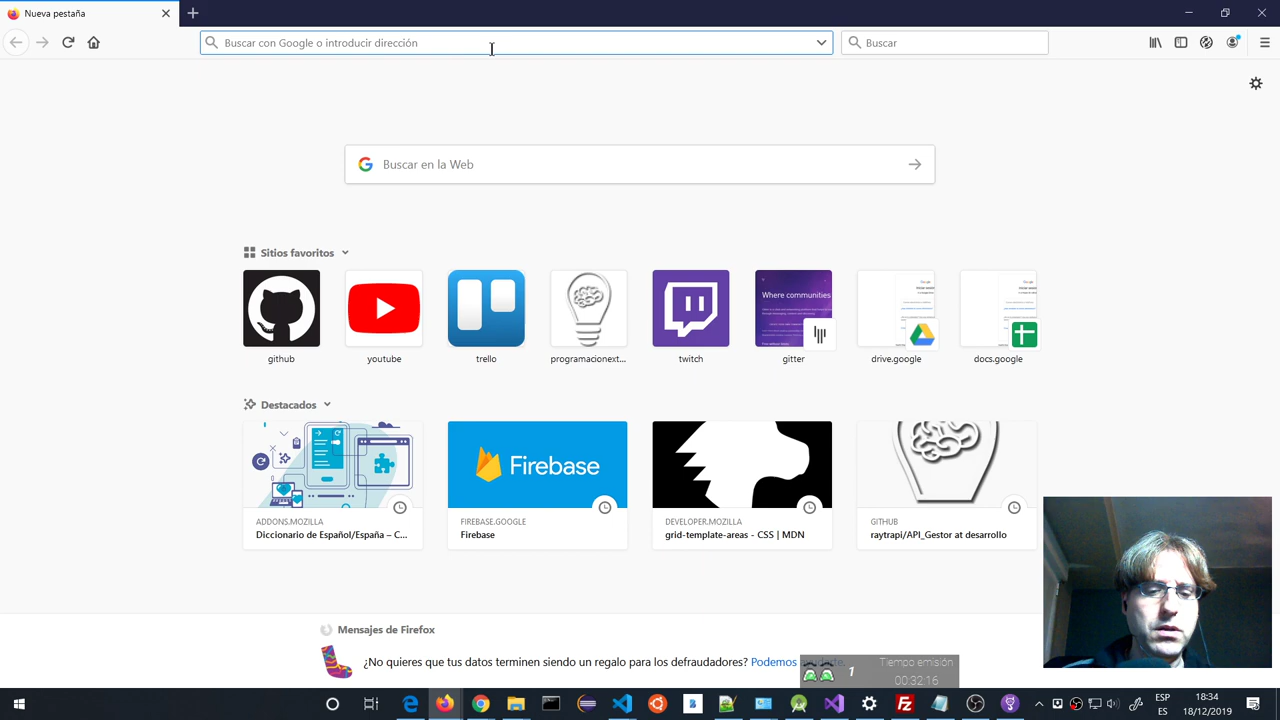 Nueva pestaña
Buscar con Google o introducir dirección
Buscar
Buscar en la Web
Sitios favoritos
github
youtube
trello
programacionext...
twitch
Where communities
gitter
drive.google
docs.google
Destacados
Firebase
ADDONS.MOZILLA
Diccionario de Español/España – C...
FIREBASE.GOOGLE
Firebase
DEVELOPER.MOZILLA
grid-template-areas - CSS | MDN
GITHUB
raytrapi/API_Gestor at desarrollo
Mensajes de Firefox
¿No quieres que tus datos terminen siendo un regalo para los defraudadores? Podemos
1
Tiempo emisión
00:32:16
ESP
ES
18:34
18/12/2019